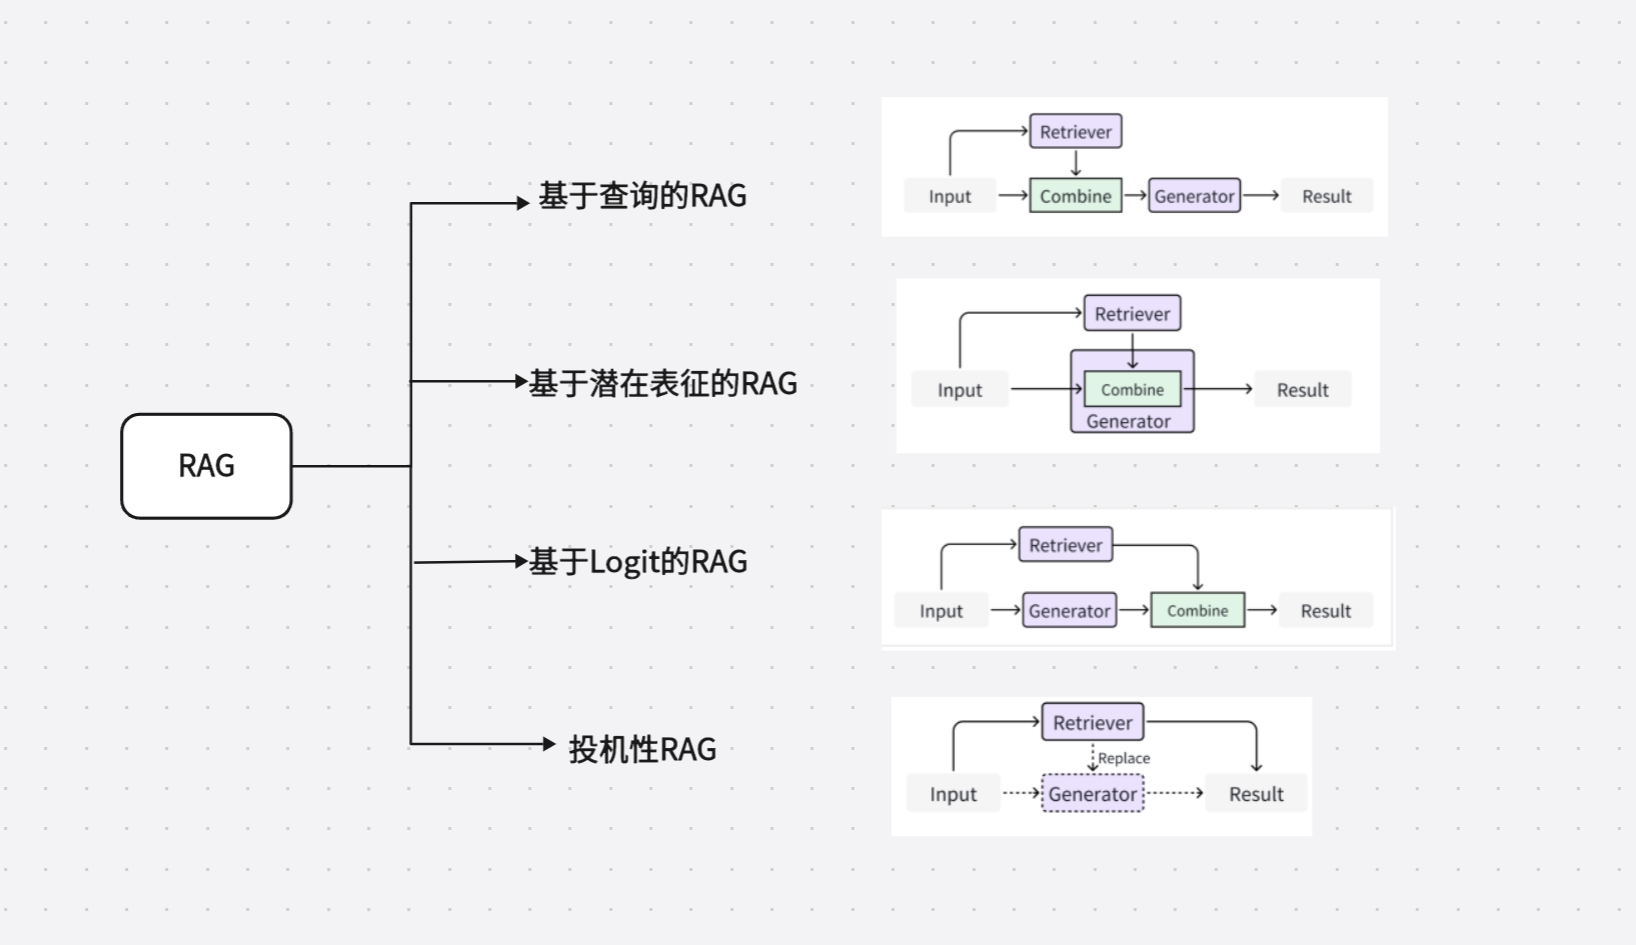 RAG
基于查询的RAG
Retriever
Input
Combine
Generator
Result
基于潜在表征的RAG
Retriever
Input
Combine
Result
Generator
基于Logit的RAG
Retriever
Input
Generator
Combine
Result
投机性RAG
Retriever
Replace
Input
Generator
Result